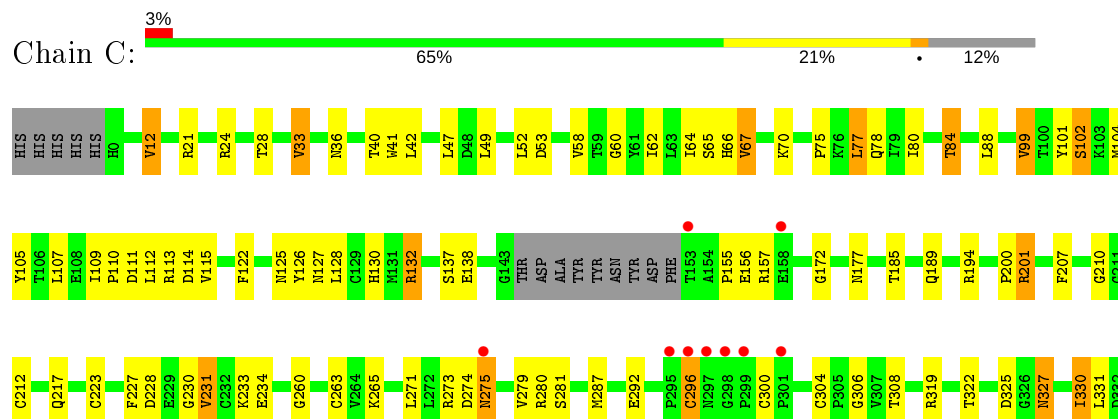 3%
Chain C:
65% 21% • 12%
HIS HIS HIS HIS HIS H0 V12 R21 R24 T28 V33 N36 T40 W41 L42 L47 D48 L49 L52 D53 V58 T59 G60 Y61 I62 L63 I64 S65 H66 V67 K70 P75 K76 L77 Q78 I79 I80 T84 L88 V99 T100 Y101 S102 K103 M104
Y105 T106 L107 E108 I109 P110 D111 L112 R113 D114 V115 F122 N125 Y126 N127 L128 C129 H130 M131 R132 S137 E138 G143 THR ASP ALA TYR TYR ASN TYR ASP PHE T153 A154 P155 E156 R157 E158 G172 N177 T185 Q189 R194 P200 R201 F207 G210 G211
C212 Q217 C223 F227 D228 E229 G230 V231 C232 K233 E234 G260 C263 V264 K265 L271 L272 R273 D274 N275 V279 R280 S281 M287 E292 P295 C296 N297 G298 P299 C300 P301 C304 P305 G306 V307 T308 R319 T322 D325 G326 N327 I330 L331